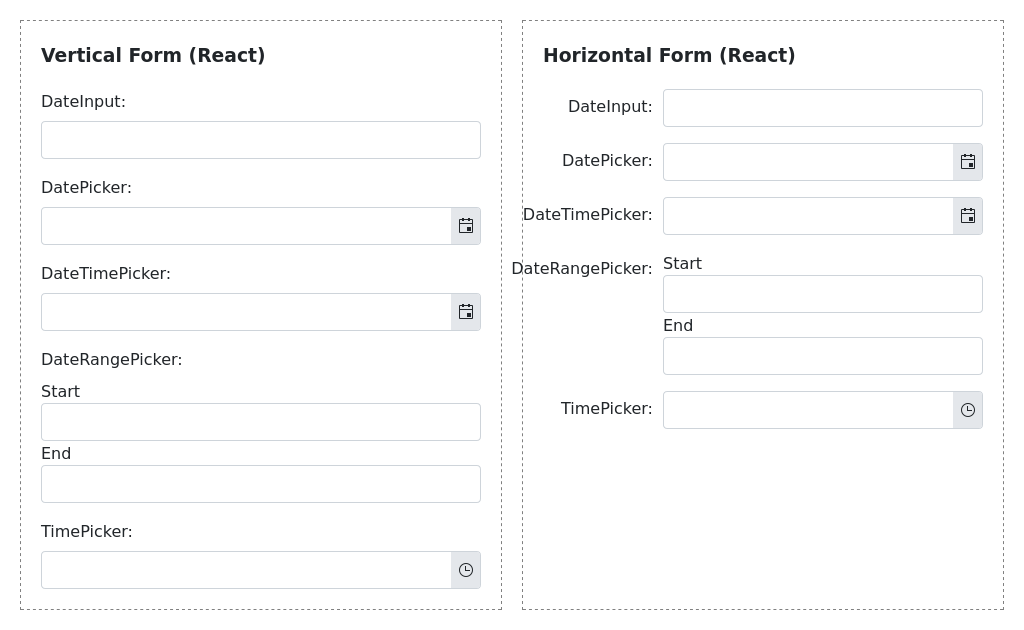 Vertical Form (React)
DateInput:
DatePicker:
DateTimePicker:
DateRangePicker:
Start
End
TimePicker:
Horizontal Form (React)
DateInput:
DatePicker:
DateTimePicker:
DateRangePicker:
Start
End
TimePicker: